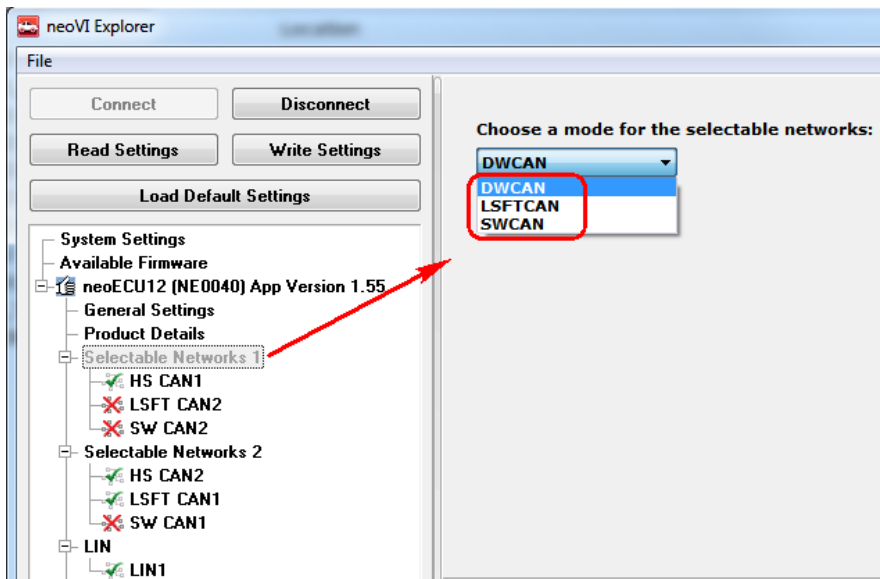 neoVI Explorer
File
Connect
Disconnect
Read Settings
Write Settings
Load Default Settings
System Settings
Available Firmware
neoECU12 (NE0040) App Version 1.55
General Settings
Product Details
Selectable Networks 1
HS CAN1
LSFT CAN2
SW CAN2
Selectable Networks 2
HS CAN2
LSFT CAN1
SW CAN1
LIN
LIN1
Choose a mode for the selectable networks:
DWCAN
DWCAN
LSFTCAN
SWCAN